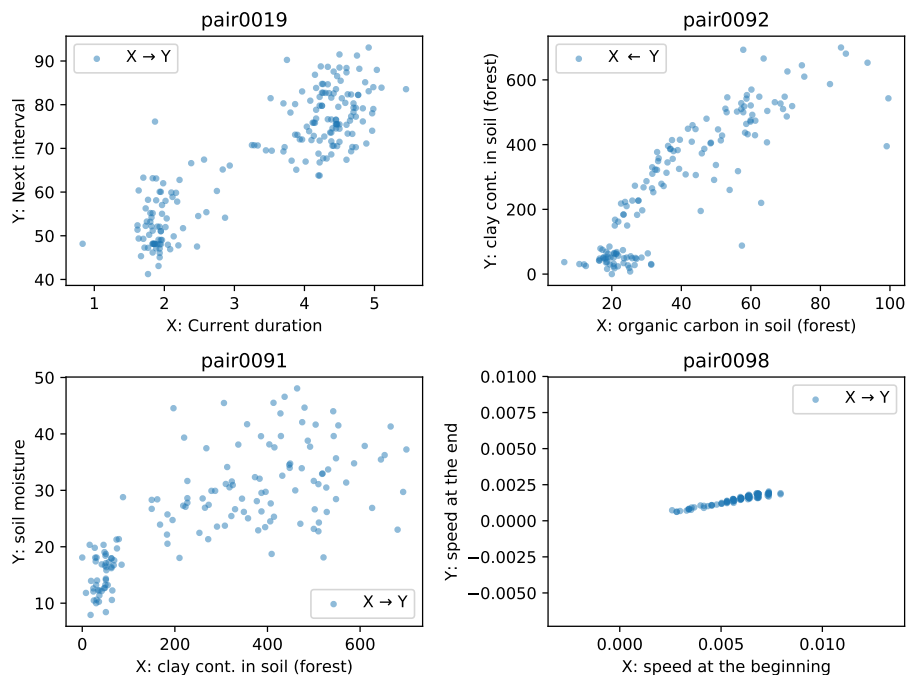 pair0019
X → Y
90
80
70
60
50
40
1
2
3
4
5
Y: Next interval
X: Current duration
pair0092
X ← Y
600
400
200
0
20
40
60
80
100
Y: clay cont. in soil (forest)
X: organic carbon in soil (forest)
pair0091
50
40
30
20
10
0
200
400
600
Y: soil moisture
X → Y
X: clay cont. in soil (forest)
pair0098
0.0100
0.0075
0.0050
0.0025
0.0000
−0.0025
−0.0050
0.000
0.005
0.010
Y: speed at the end
X → Y
X: speed at the beginning